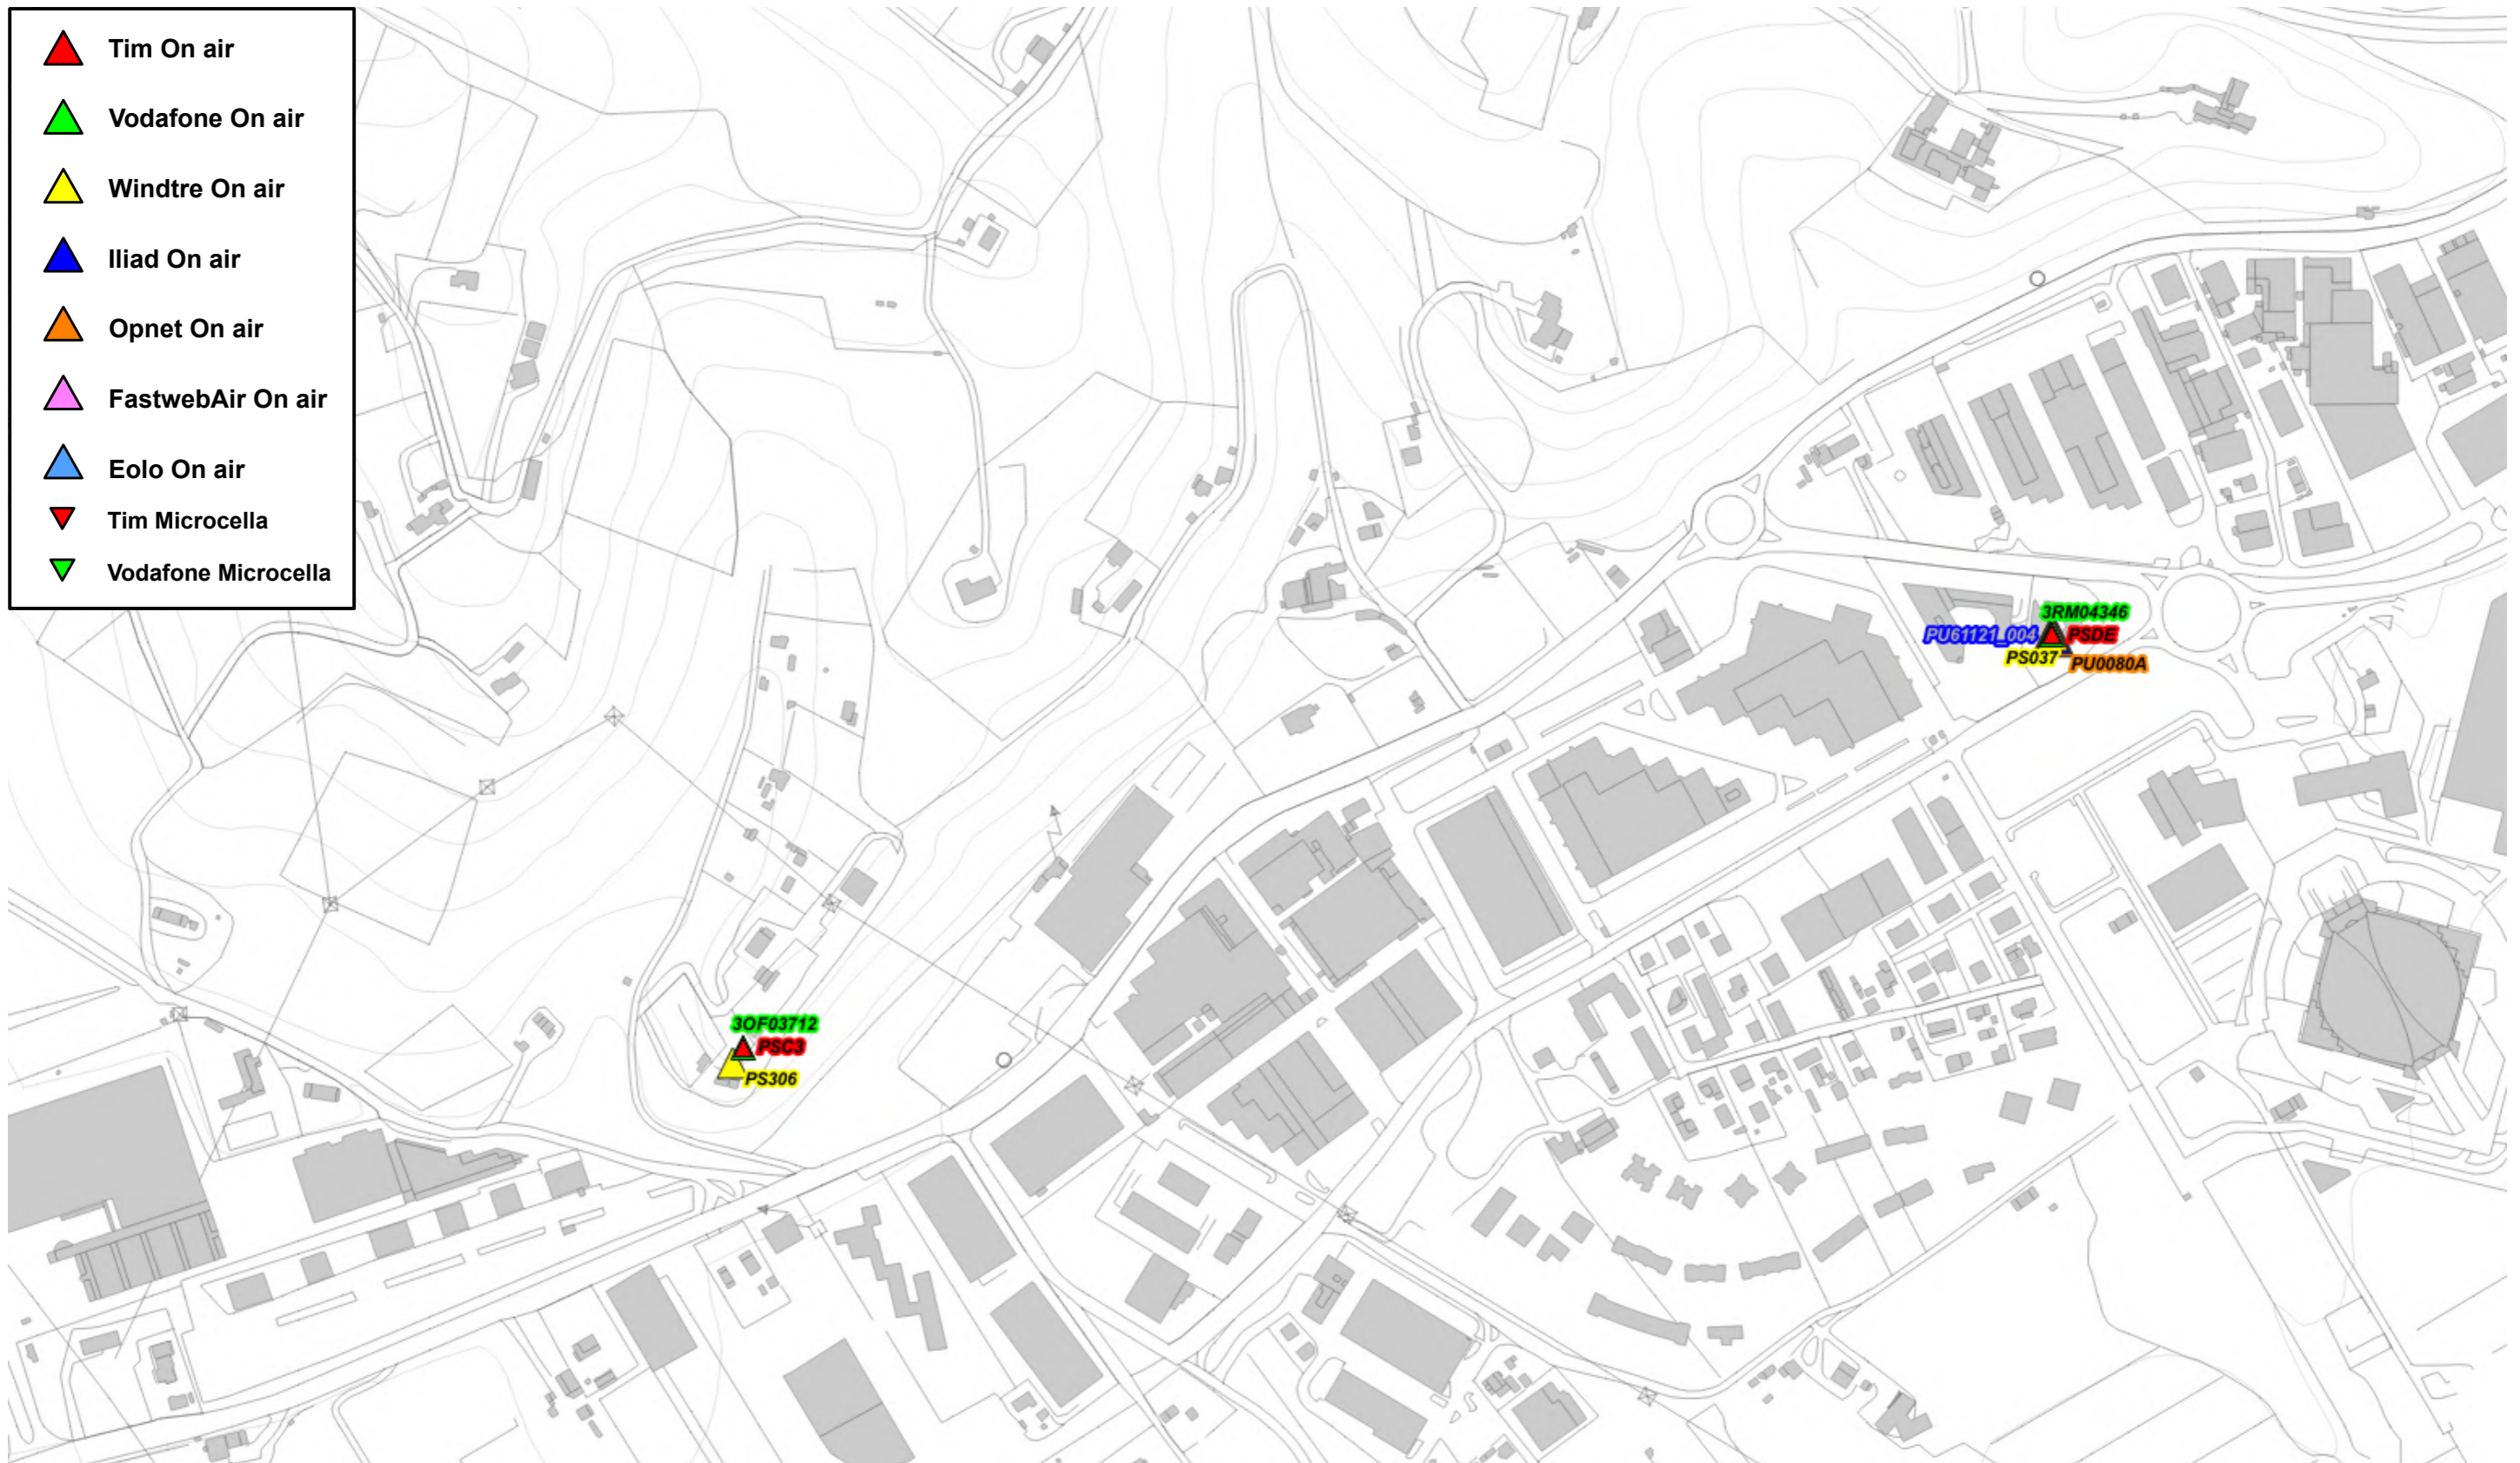 Tim On air
Vodafone On air
Windtre On air
Iliad On air
Opnet On air
FastwebAir On air
Eolo On air
Tim Microcella
Vodafone Microcella
3RM04346
PU61121_004 PSDE
PS037 PU0080A
3OF03712
PSC3
PS306